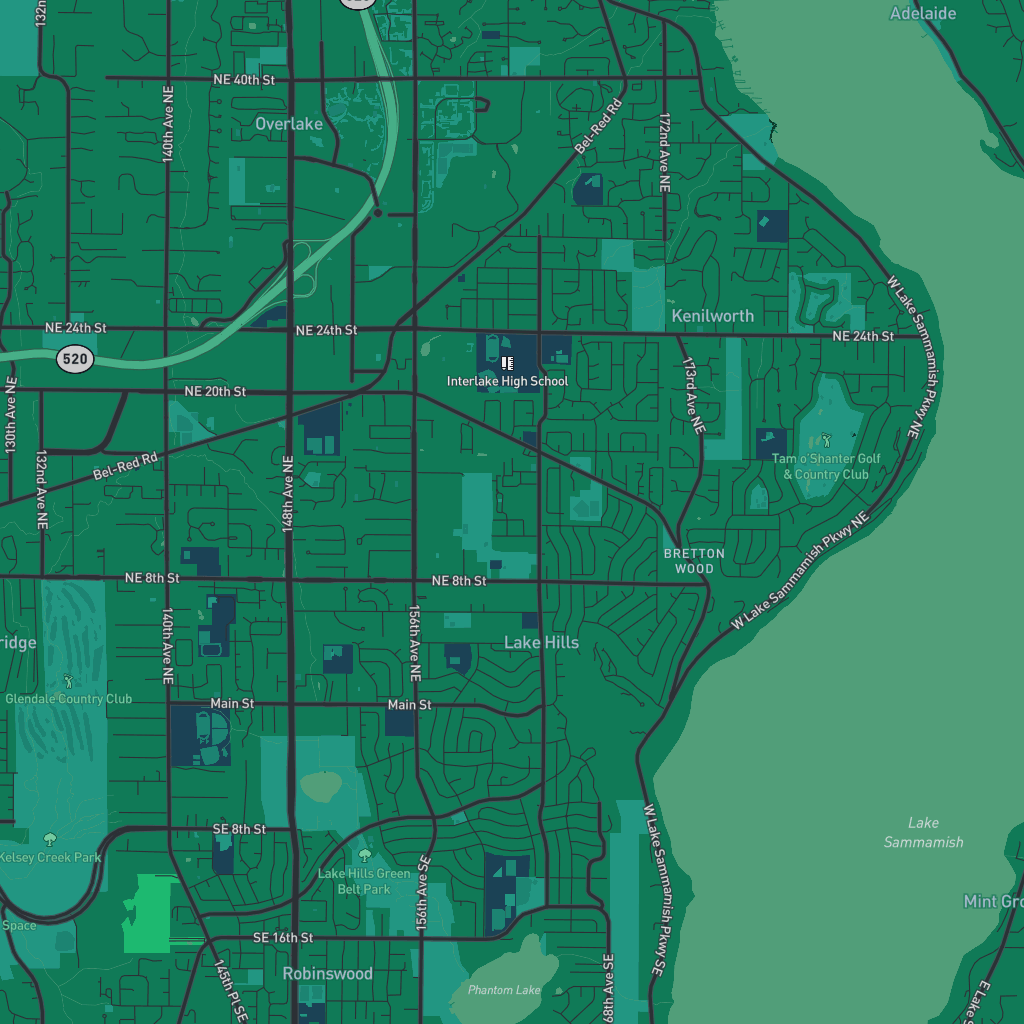 Adelaide
132n
520
NE 40th St
140th Ave NE
Overlake
Bel-Red Rd
172nd Ave NE
W Lake Sammamish Pkwy NE
NE 24th St
NE 24th St
Kenilworth
NE 24th St
520
Interlake High School
130th Ave NE
NE 20th St
173rd Ave NE
132nd Ave NE
Bel-Red Rd
148th Ave NE
Tam o'Shanter Golf
& Country Club
W Lake Sammamish Pkwy NE
BRETTON
WOOD
NE 8th St
NE 8th St
140th Ave NE
156th Ave NE
ridge
Lake Hills
Glendale Country Club
Main St
Main St
SE 8th St
W Lake Sammamish Pkwy SE
Lake
Sammamish
Kelsey Creek Park
Lake Hills Green
Belt Park
156th Ave SE
Mint Gro
Space
SE 16th St
145th Pl SE
Robinswood
Phantom Lake
68th Ave SE
E Lake S